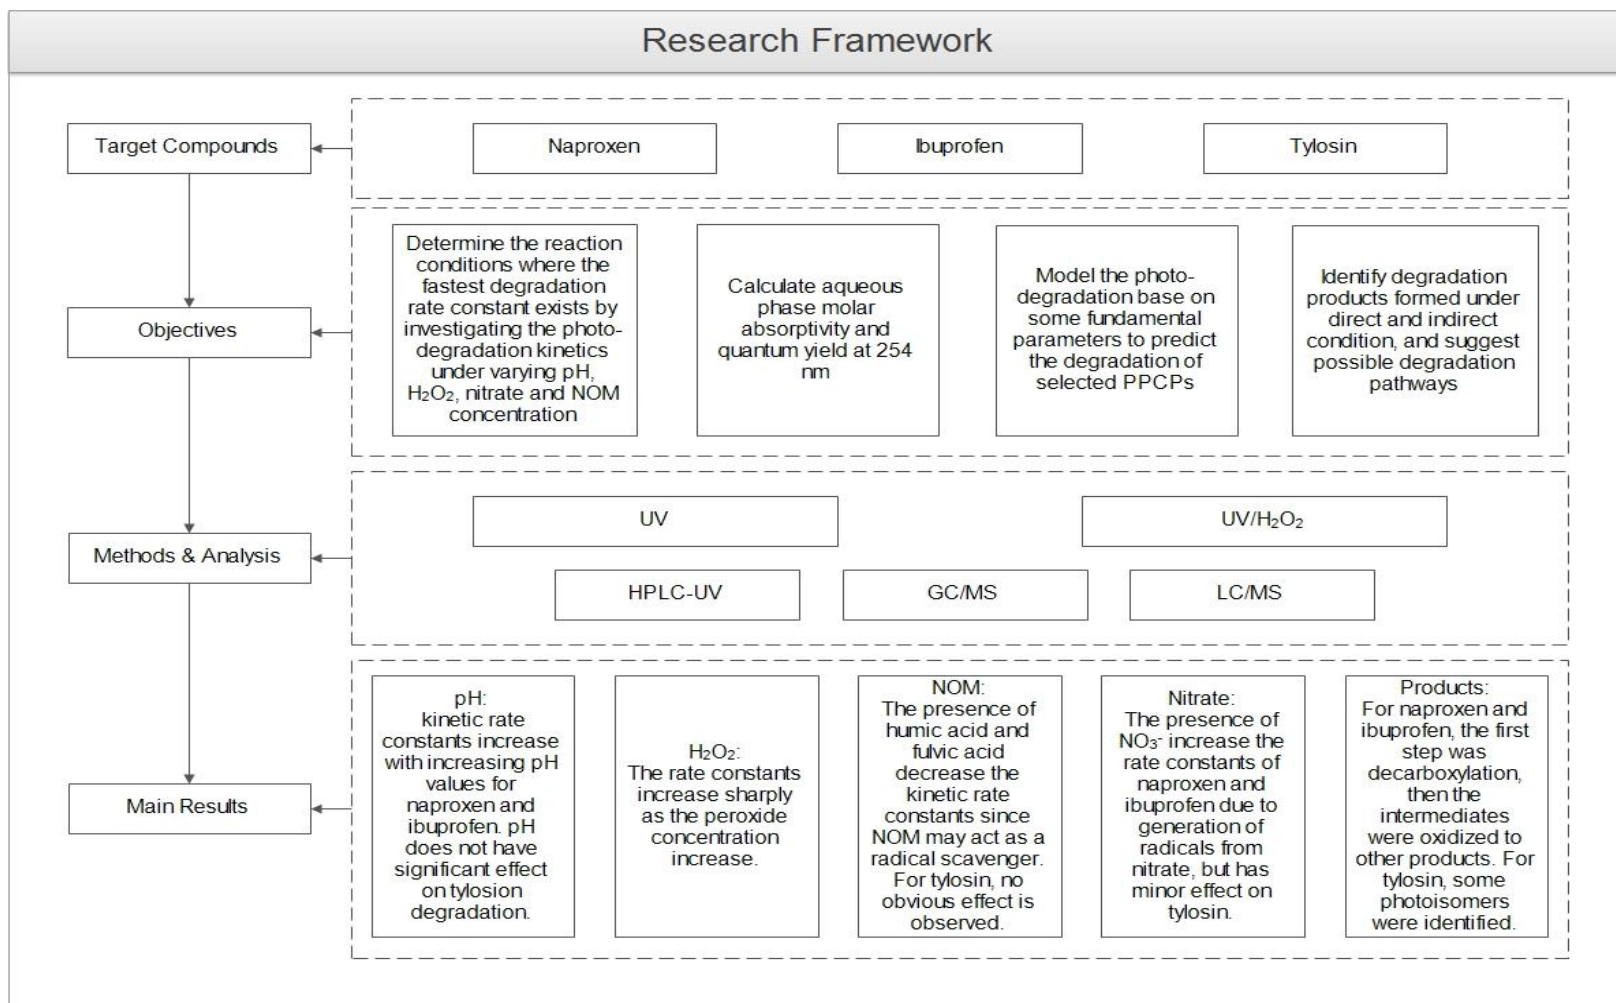 Research Framework
Target Compounds
Naproxen
Ibuprofen
Tylosin
Objectives
Determine the reaction
conditions where the
fastest degradation
rate constant exists by
investigating the photo-
degradation kinetics
under varying pH,
H₂O₂, nitrate and NOM
concentration
Calculate aqueous
phase molar
absorptivity and
quantum yield at 254
nm
Model the photo-
degradation base on
some fundamental
parameters to predict
the degradation of
selected PPCPs
Identify degradation
products formed under
direct and indirect
condition, and suggest
possible degradation
pathways
Methods & Analysis
UV
UV/H₂O₂
HPLC-UV
GC/MS
LC/MS
Main Results
pH:
kinetic rate
constants increase
with increasing pH
values for
naproxen and
ibuprofen. pH
does not have
significant effect
on tylosion
degradation.
H₂O₂:
The rate constants
increase sharply
as the peroxide
concentration
increase.
NOM:
The presence of
humic acid and
fulvic acid
decrease the
kinetic rate
constants since
NOM may act as a
radical scavenger.
For tylosin, no
obvious effect is
observed.
Nitrate:
The presence of
NO₃⁻ increase the
rate constants of
naproxen and
ibuprofen due to
generation of
radicals from
nitrate, but has
minor effect on
tylosin.
Products:
For naproxen and
ibuprofen, the first
step was
decarboxylation,
then the
intermediates
were oxidized to
other products. For
tylosin, some
photoisomers
were identified.